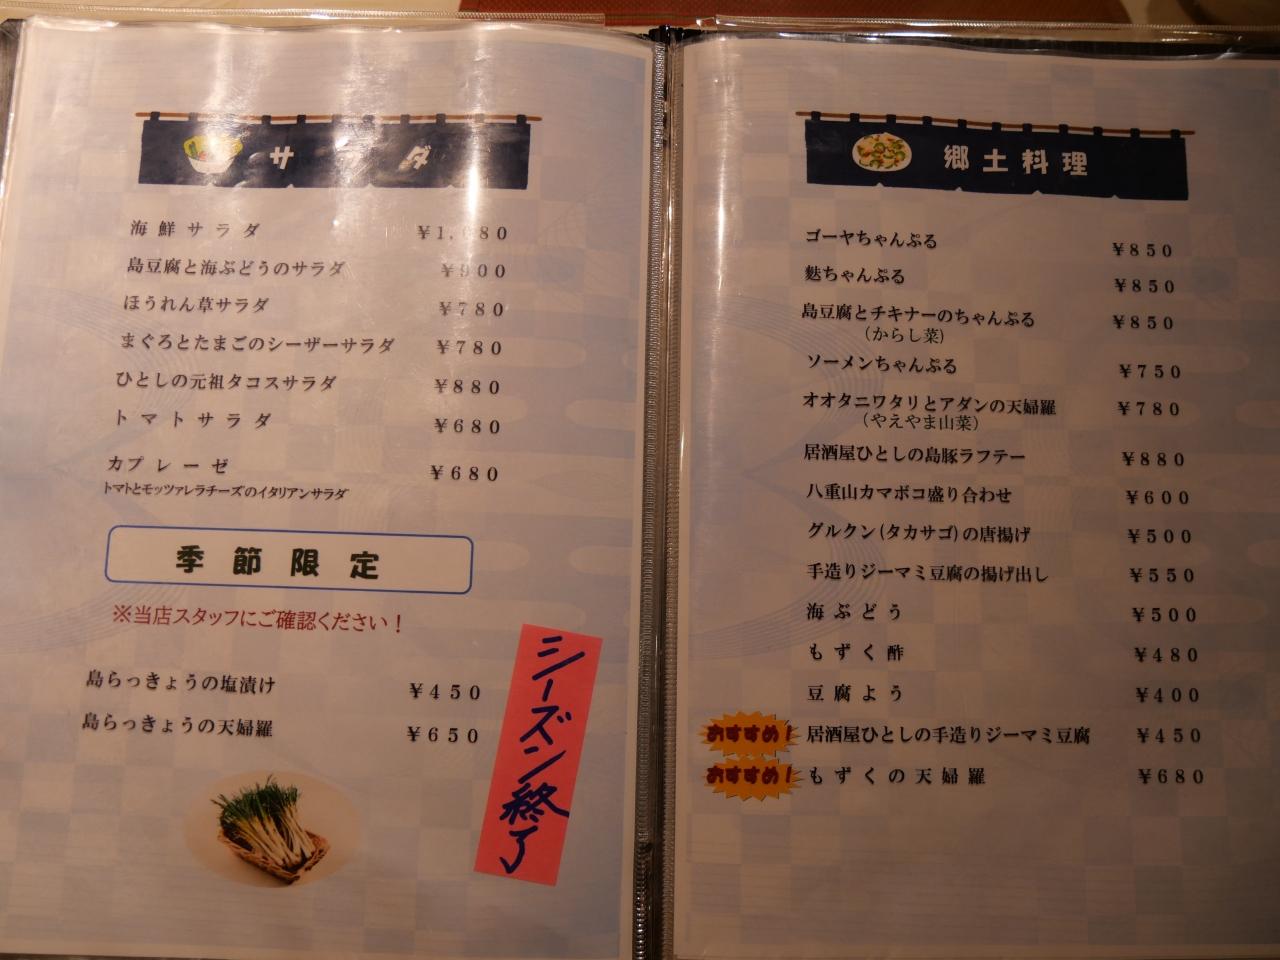 サラダ
海鮮サラダ ¥1,080
島豆腐と海ぶどうのサラダ ¥900
ほうれん草サラダ ¥780
まぐろとたまごのシーザーサラダ ¥780
ひとしの元祖タコスサラダ ¥880
トマトサラダ ¥680
カプレーゼ ¥680
トマトとモッツァレラチーズのイタリアンサラダ
季節限定
※当店スタッフにご確認ください！
島らっきょうの塩漬け ¥450
島らっきょうの天婦羅 ¥650
シーズン終了
郷土料理
ゴーヤちゃんぷる ¥850
麩ちゃんぷる ¥850
島豆腐とチキナーのちゃんぷる ¥850
(からし菜)
ソーメンちゃんぷる ¥750
オオタニワタリとアダンの天婦羅 ¥780
(やえやま山菜)
居酒屋ひとしの島豚ラフテー ¥880
八重山カマボコ盛り合わせ ¥600
グルクン(タカサゴ)の唐揚げ ¥500
手造りジーマミ豆腐の揚げ出し ¥550
海ぶどう ¥500
もずく酢 ¥480
豆腐よう ¥400
おすすめ！ 居酒屋ひとしの手造りジーマミ豆腐 ¥450
おすすめ！ もずくの天婦羅 ¥680